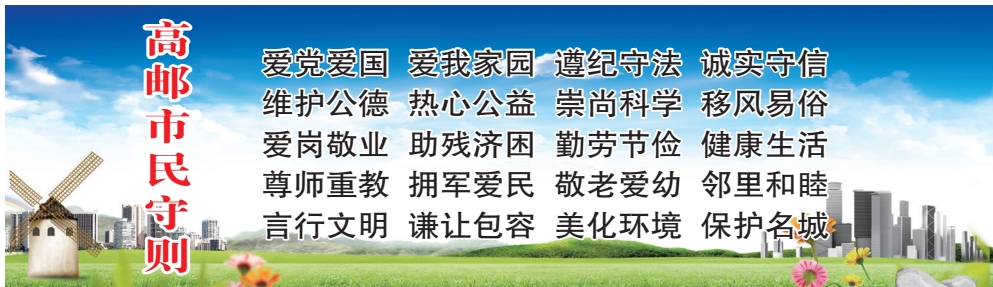 高邮市民守则
爱党爱国 爱我家园 遵纪守法 诚实守信
维护公德 热心公益 崇尚科学 移风易俗
爱岗敬业 助残济困 勤劳节俭 健康生活
尊师重教 拥军爱民 敬老爱幼 邻里和睦
言行文明 谦让包容 美化环境 保护名城